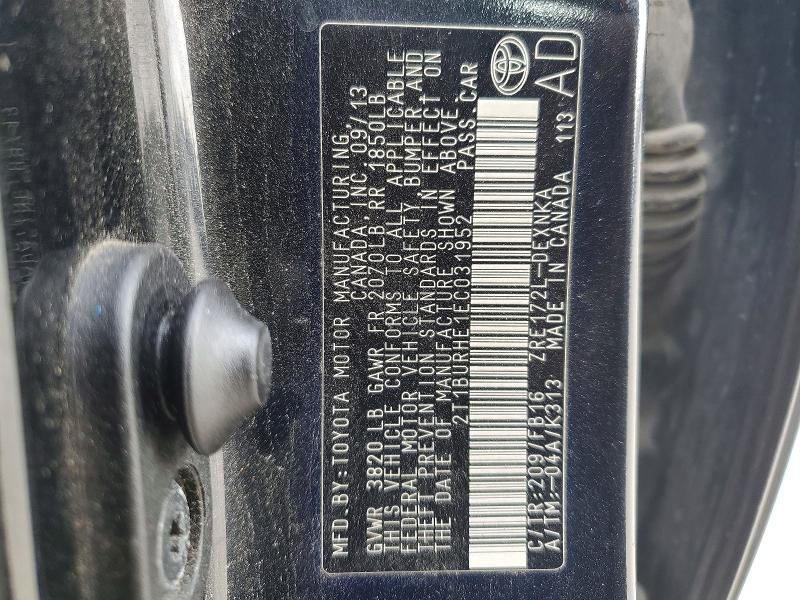 MFD.BY:TOYOTA MOTOR MANUFACTURING
CANADA, INC. 09/13
GVWR 3820LB GAWR FR 2070LB RR 1850LB
THIS VEHICLE CONFORMS TO ALL APPLICABLE
FEDERAL MOTOR VEHICLE SAFETY, BUMPER AND
THEFT PREVENTION STANDARDS IN EFFECT ON
THE DATE OF MANUFACTURE SHOWN ABOVE.
2T1BURHE1EC031952 PASS.CAR
C/TR:209/FB16 ZRE172L-DEXNKA
A/TM:-04A/K313 MADE IN CANADA 113
AD